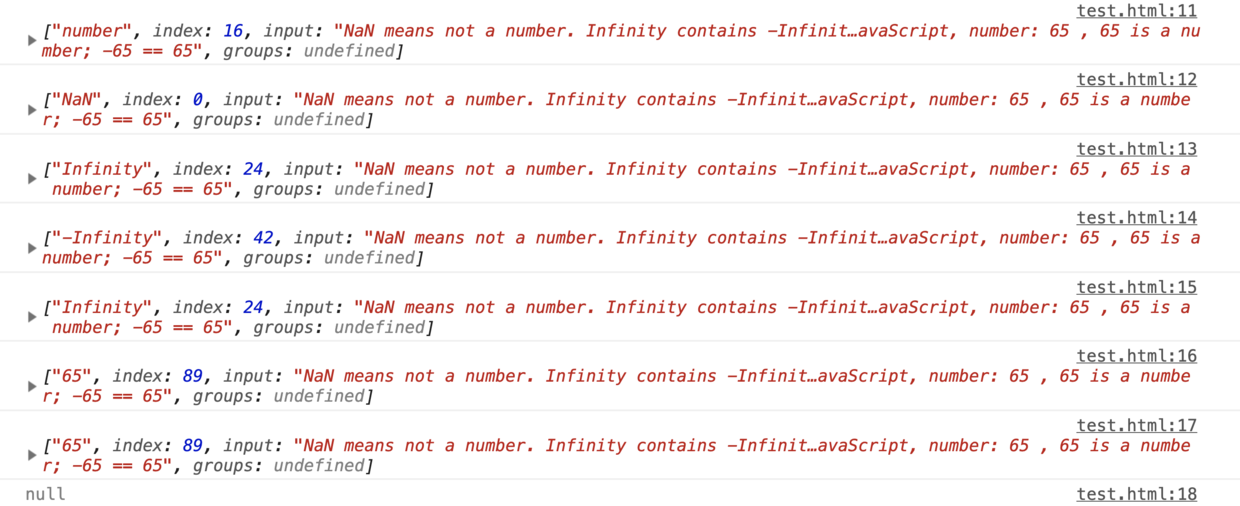 test.html:11
["number", index: 16, input: "NaN means not a number. Infinity contains -Infinit…avaScript, number: 65 , 65 is a nu
mber; -65 == 65", groups: undefined]
test.html:12
["NaN", index: 0, input: "NaN means not a number. Infinity contains -Infinit…avaScript, number: 65 , 65 is a numbe
r; -65 == 65", groups: undefined]
test.html:13
["Infinity", index: 24, input: "NaN means not a number. Infinity contains -Infinit…avaScript, number: 65 , 65 is a
number; -65 == 65", groups: undefined]
test.html:14
["-Infinity", index: 42, input: "NaN means not a number. Infinity contains -Infinit…avaScript, number: 65 , 65 is a
number; -65 == 65", groups: undefined]
test.html:15
["Infinity", index: 24, input: "NaN means not a number. Infinity contains -Infinit…avaScript, number: 65 , 65 is a
number; -65 == 65", groups: undefined]
test.html:16
["65", index: 89, input: "NaN means not a number. Infinity contains -Infinit…avaScript, number: 65 , 65 is a numbe
r; -65 == 65", groups: undefined]
test.html:17
["65", index: 89, input: "NaN means not a number. Infinity contains -Infinit…avaScript, number: 65 , 65 is a numbe
r; -65 == 65", groups: undefined]
null test.html:18